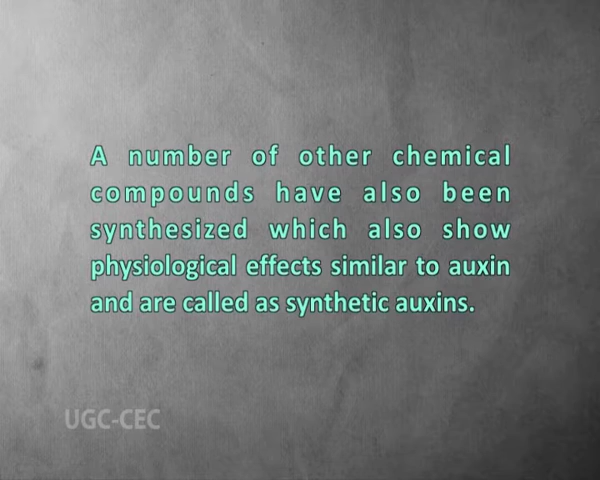 A number of other chemical
compounds have also been
synthesized which also show
physiological effects similar to auxin
and are called as synthetic auxins.
UGC-CEC